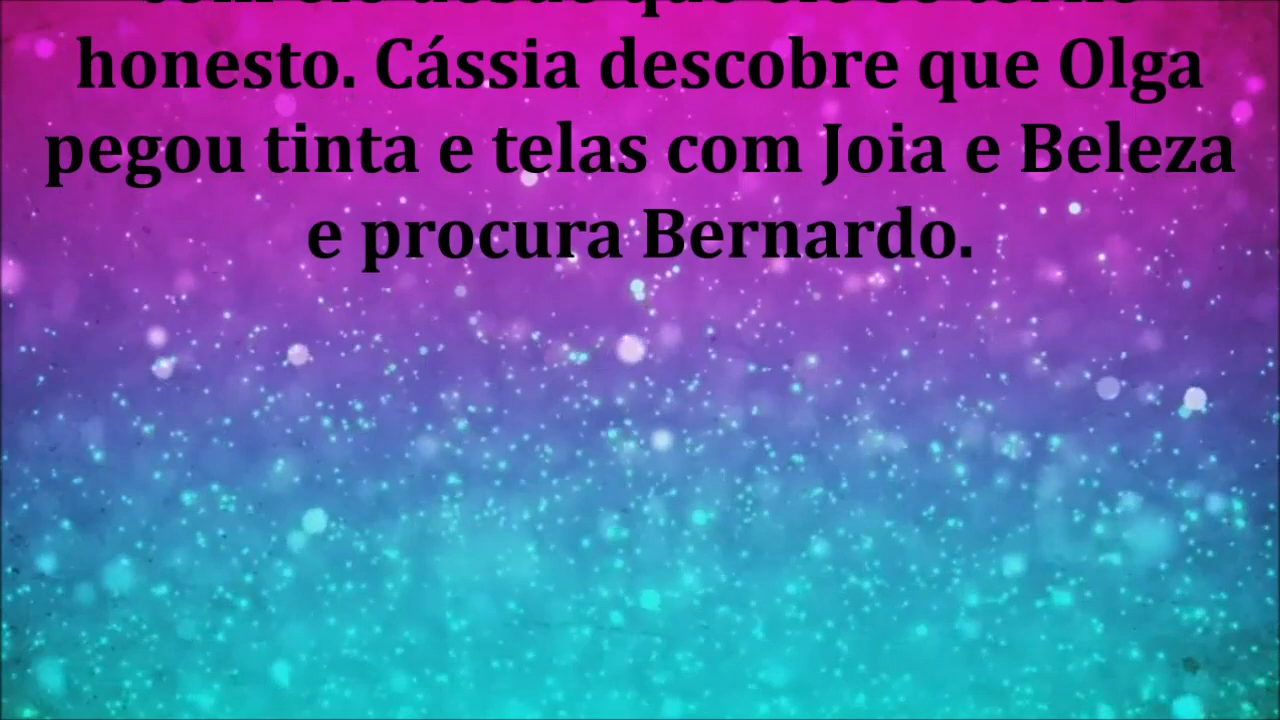 honesto. Cássia descobre que Olga
pegou tinta e telas com Joia e Beleza
e procura Bernardo.